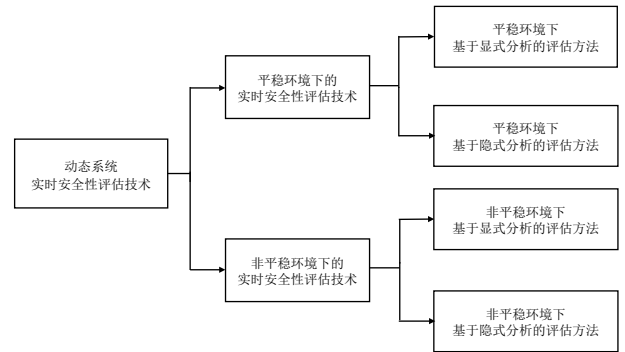 动态系统
实时安全性评估技术
平稳环境下的
实时安全性评估技术
平稳环境下
基于显式分析的评估方法
平稳环境下
基于隐式分析的评估方法
非平稳环境下的
实时安全性评估技术
非平稳环境下
基于显式分析的评估方法
非平稳环境下
基于隐式分析的评估方法